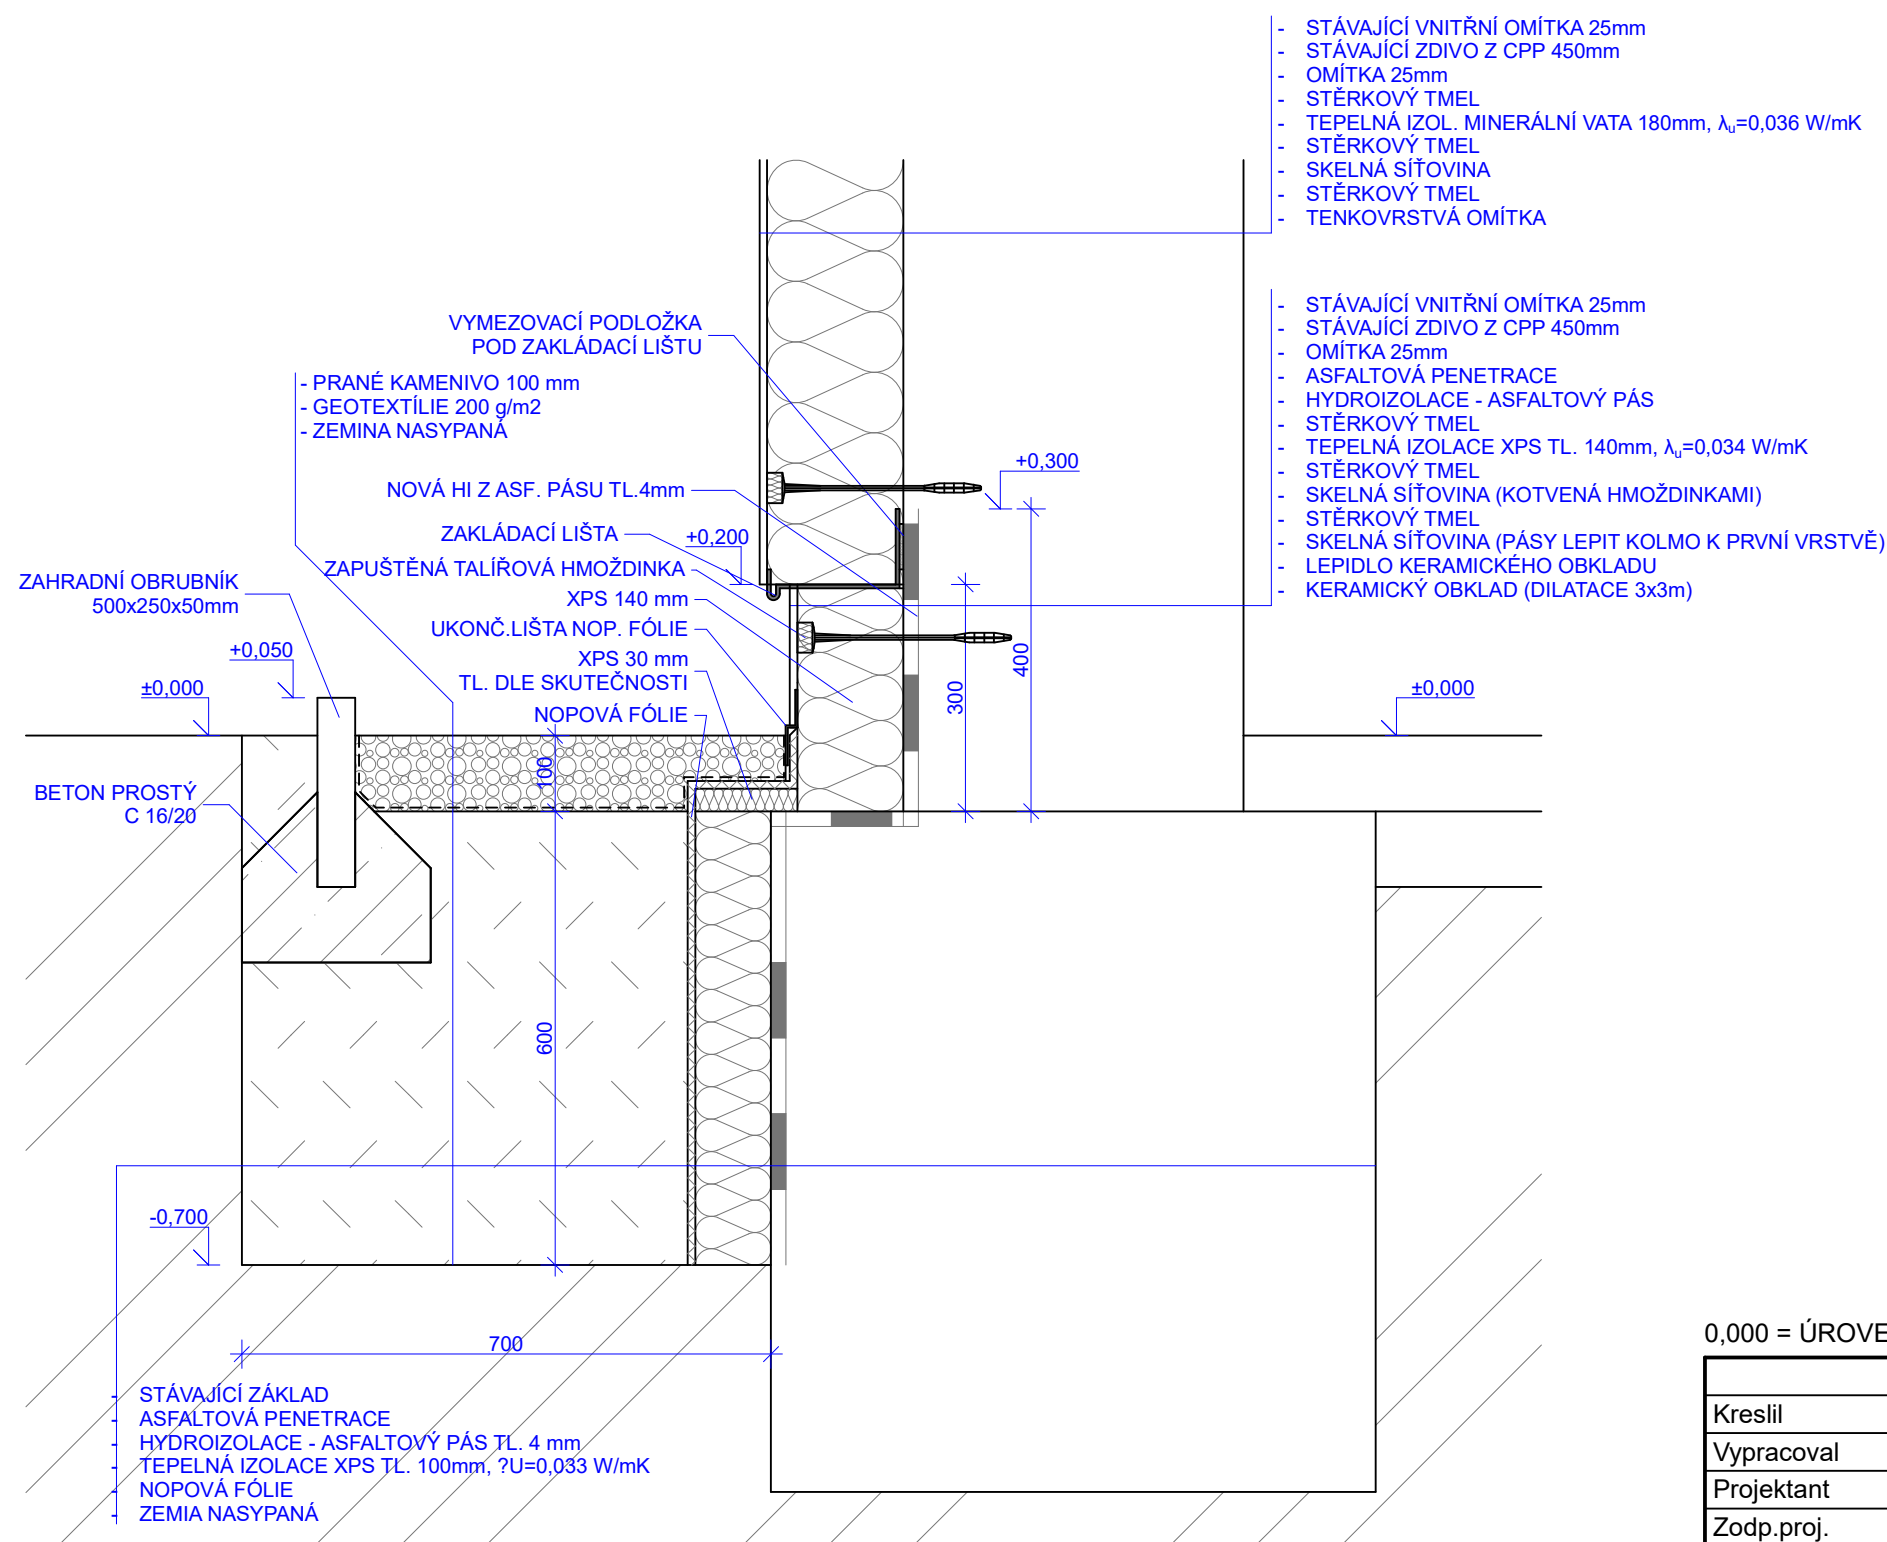 - STÁVAJÍCÍ VNITŘNÍ OMÍTKA 25mm
- STÁVAJÍCÍ ZDIVO Z CPP 450mm
- OMÍTKA 25mm
- STĚRKOVÝ TMEL
- TEPELNÁ IZOL. MINERÁLNÍ VATA 180mm, λu=0,036 W/mK
- STĚRKOVÝ TMEL
- SKELNÁ SÍŤOVINA
- STĚRKOVÝ TMEL
- TENKOVRSTVÁ OMÍTKA
- STÁVAJÍCÍ VNITŘNÍ OMÍTKA 25mm
- STÁVAJÍCÍ ZDIVO Z CPP 450mm
- OMÍTKA 25mm
- ASFALTOVÁ PENETRACE
- HYDROIZOLACE - ASFALTOVÝ PÁS
- STĚRKOVÝ TMEL
- TEPELNÁ IZOLACE XPS TL. 140mm, λu=0,034 W/mK
- STĚRKOVÝ TMEL
- SKELNÁ SÍŤOVINA (KOTVENÁ HMOŽDINKAMI)
- STĚRKOVÝ TMEL
- SKELNÁ SÍŤOVINA (PÁSY LEPIT KOLMO K PRVNÍ VRSTVĚ)
- LEPIDLO KERAMICKÉHO OBKLADU
- KERAMICKÝ OBKLAD (DILATACE 3x3m)
VYMEZOVACÍ PODLOŽKA
POD ZAKLÁDACÍ LIŠTU
- PRANÉ KAMENIVO 100 mm
- GEOTEXTÍLIE 200 g/m2
- ZEMINA NASYPANÁ
+0,300
NOVÁ HI Z ASF. PÁSU TL.4mm
ZAKLÁDACÍ LIŠTA
+0,200
ZAPUŠTĚNÁ TALÍŘOVÁ HMOŽDINKA
ZAHRADNÍ OBRUBNÍK
500x250x50mm
XPS 140 mm
UKONČ.LIŠTA NOP. FÓLIE
XPS 30 mm
TL. DLE SKUTEČNOSTI
NOPOVÁ FÓLIE
+0,050
±0,000
400
300
±0,000
100
BETON PROSTÝ
C 16/20
600
-0,700
700
- STÁVAJÍCÍ ZÁKLAD
- ASFALTOVÁ PENETRACE
- HYDROIZOLACE - ASFALTOVÝ PÁS TL. 4 mm
- TEPELNÁ IZOLACE XPS TL. 100mm, ?U=0,033 W/mK
- NOPOVÁ FÓLIE
- ZEMIA NASYPANÁ
0,000 = ÚROVE
Kreslil
Vypracoval
Projektant
Zodp.proj.